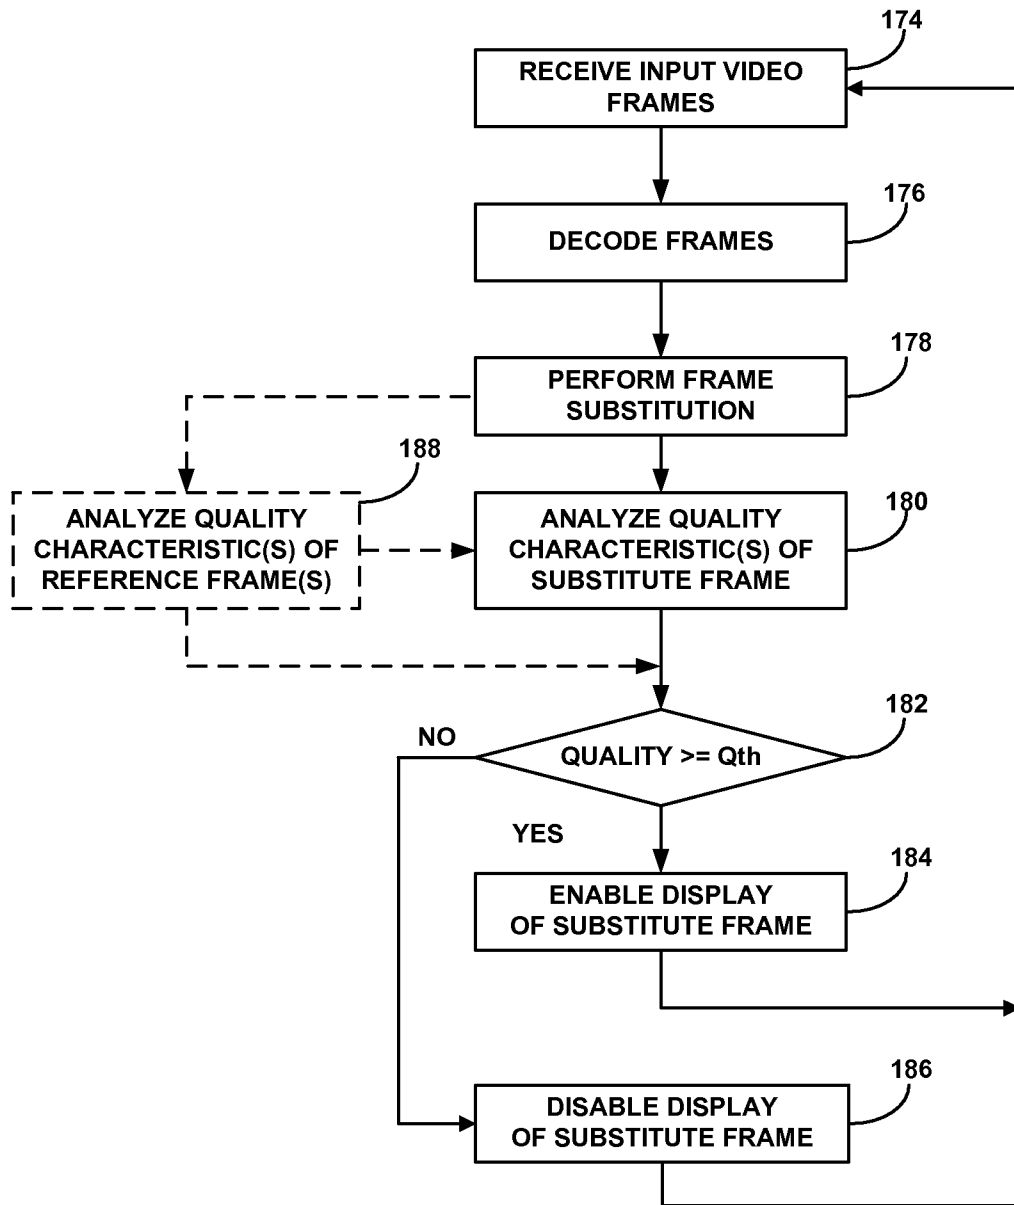 174
RECEIVE INPUT VIDEO
FRAMES
176
DECODE FRAMES
178
PERFORM FRAME
SUBSTITUTION
188
ANALYZE QUALITY
CHARACTERISTIC(S) OF
REFERENCE FRAME(S)
180
ANALYZE QUALITY
CHARACTERISTIC(S) OF
SUBSTITUTE FRAME
182
NO
QUALITY >= Qth
YES
184
ENABLE DISPLAY
OF SUBSTITUTE FRAME
186
DISABLE DISPLAY
OF SUBSTITUTE FRAME